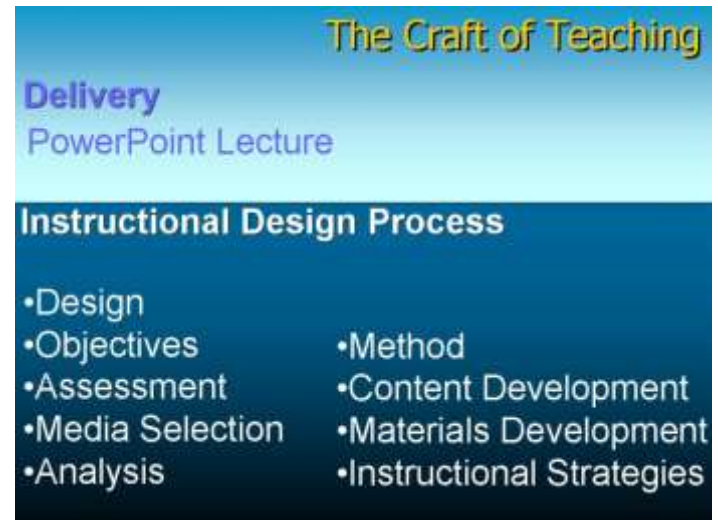 The Craft of Teaching
Delivery
PowerPoint Lecture
Instructional Design Process
•Design
•Objectives
•Assessment
•Media Selection
•Analysis
•Method
•Content Development
•Materials Development
•Instructional Strategies